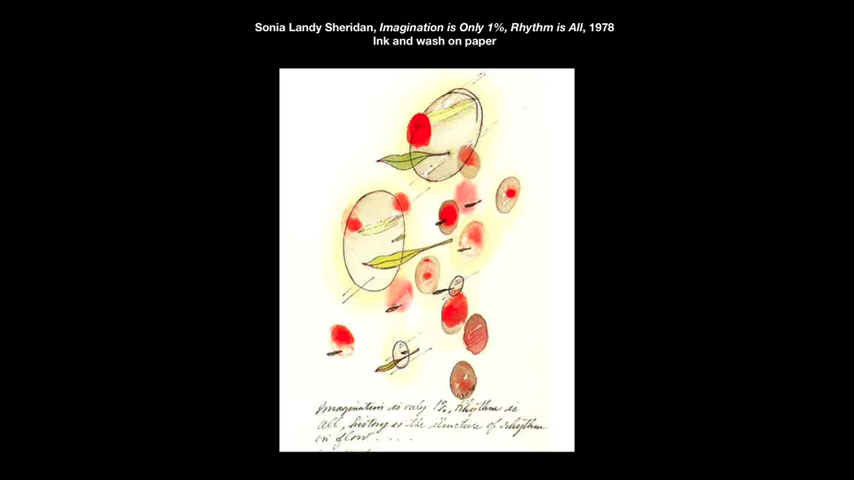 Sonia Landy Sheridan, Imagination is Only 1%, Rhythm is All, 1978
Ink and wash on paper
Imagination is only 1%, Rhythm is
all, history is the structure of rhythm
in flow....